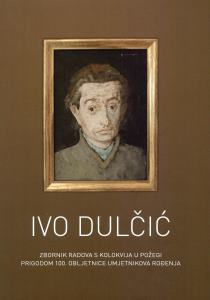 IVO DULČIĆ
ZBORNIK RADOVA S KOLOKVIJA U POŽEGI
PRIGODOM 100. OBLJETNICE UMJETNIKOVA ROĐENJA